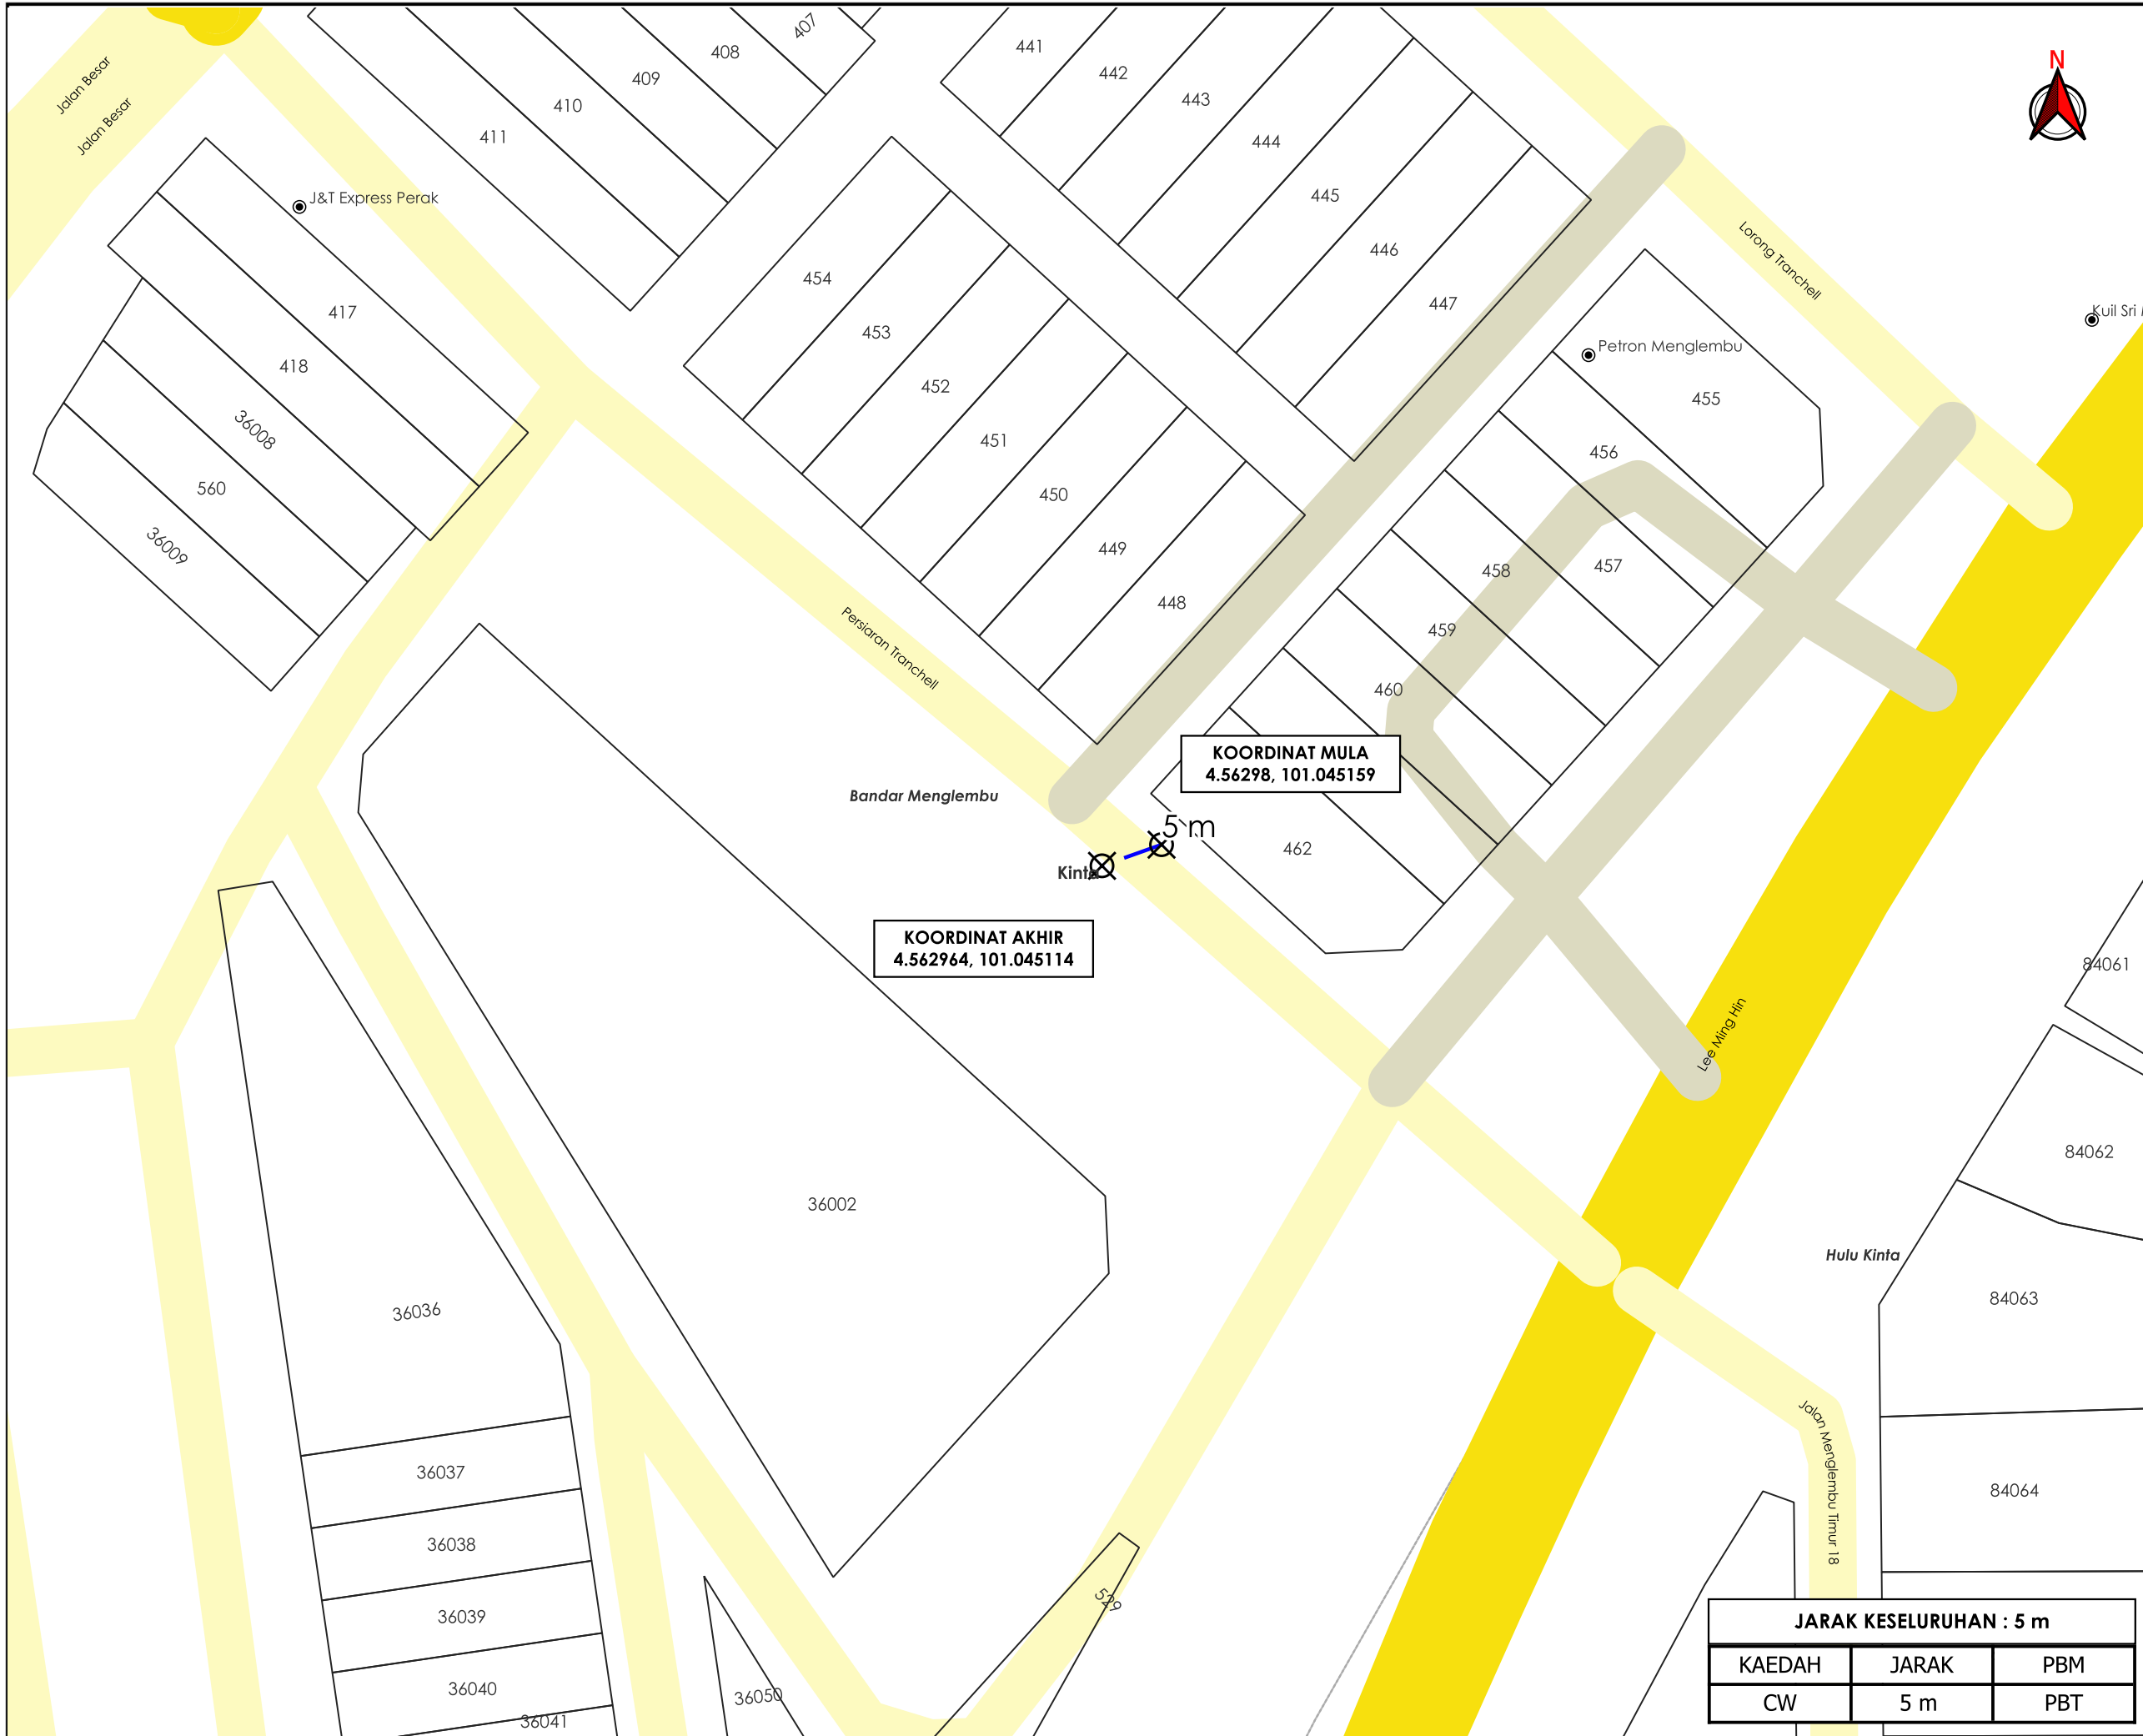 407
408
409
410
411
441
442
443
444
445
446
447
N
Jalan Besar
Jalan Besar
J&T Express Perak
417
418
36008
560
36009
454
453
452
451
450
449
448
Lorong Tranchell
Kuil Sri
Petron Menglembu
455
456
457
458
459
460
462
Persiaran Tranchell
KOORDINAT MULA
4.56298, 101.045159
Bandar Menglembu
5 m
Kinta
KOORDINAT AKHIR
4.562964, 101.045114
Lee Ming Hin
84061
84062
Hulu Kinta
84063
84064
Jalan Menglembu Timur 18
36002
36036
36037
36038
36039
36040
36041
36050
529
JARAK KESELURUHAN : 5 m
KAEDAH JARAK PBM
CW 5 m PBT